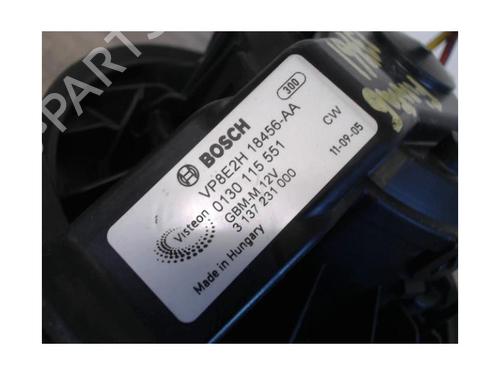 300
BOSCH
VP8E2H 18456-AA
CW
Visteon
0130 115 551
11-09-05
GBM-M 12V
3 137 231 000
Made in Hungary
PARTS